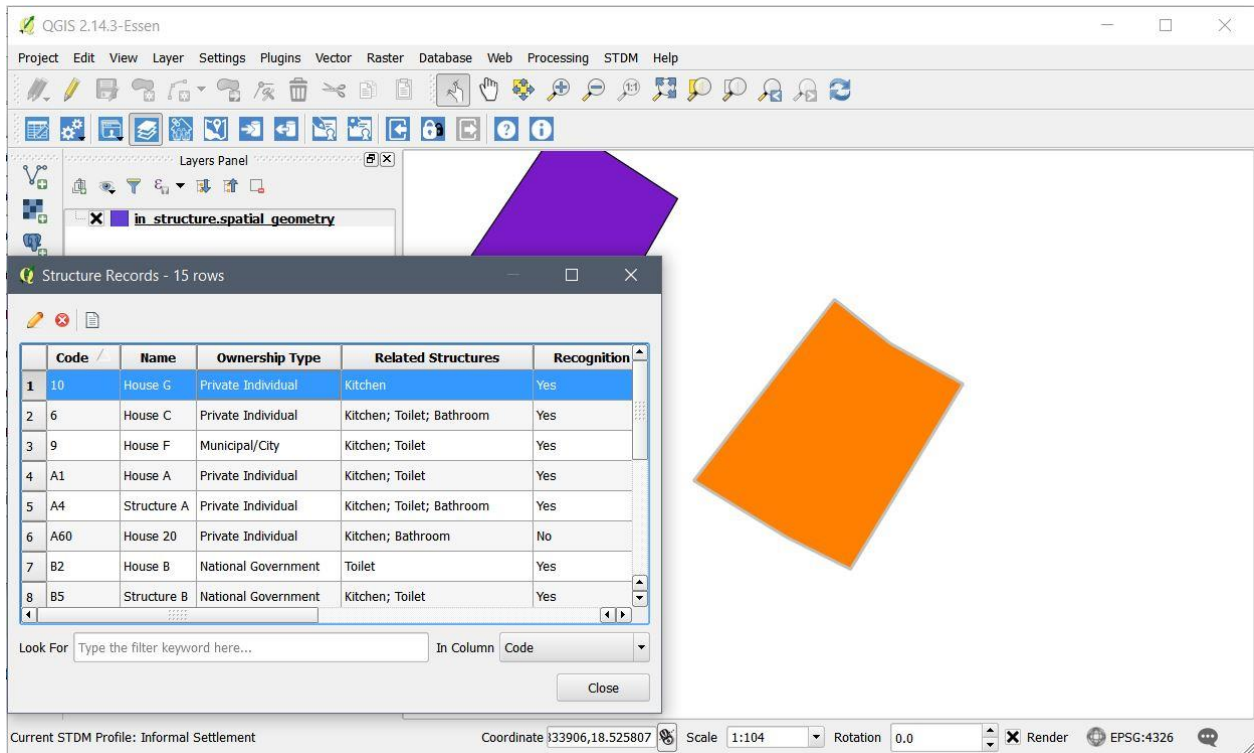 QGIS 2.14.3-Essen
Project Edit View Layer Settings Plugins Vector Raster Database Web Processing STDM Help
Layers Panel
in_structure.spatial_geometry
Structure Records - 15 rows
Code Name Ownership Type Related Structures Recognition
1 10 House G Private Individual Kitchen Yes
2 6 House C Private Individual Kitchen; Toilet; Bathroom Yes
3 9 House F Municipal/City Kitchen; Toilet Yes
4 A1 House A Private Individual Kitchen; Toilet Yes
5 A4 Structure A Private Individual Kitchen; Toilet; Bathroom Yes
6 A60 House 20 Private Individual Kitchen; Bathroom No
7 B2 House B National Government Toilet Yes
8 B5 Structure B National Government Kitchen; Toilet Yes
Look For Type the filter keyword here... In Column Code
Close
Current STDM Profile: Informal Settlement Coordinate 33906,18.525807 Scale 1:104 Rotation 0.0 Render EPSG:4326